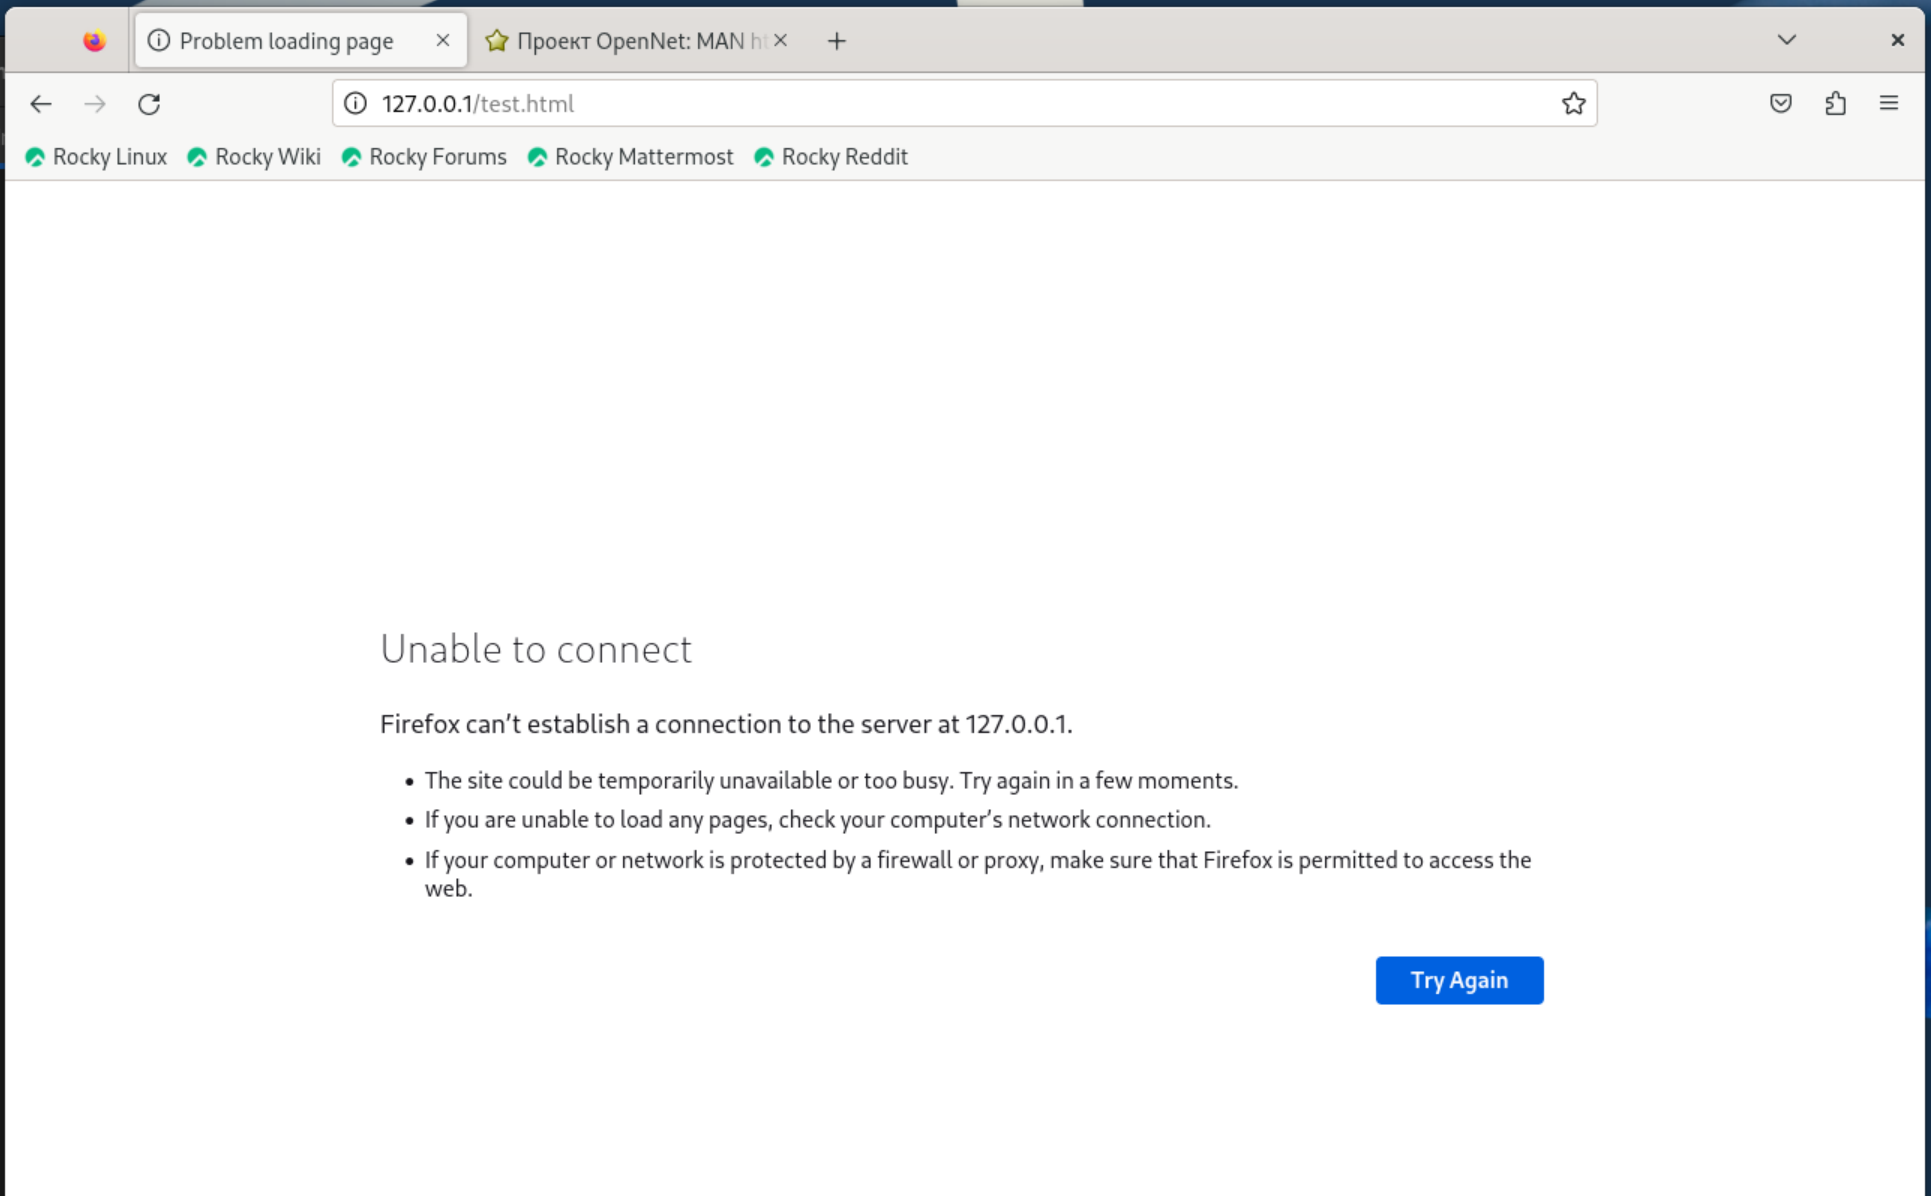 Problem loading page
Проект OpenNet: MAN ht
127.0.0.1/test.html
Rocky Linux Rocky Wiki Rocky Forums Rocky Mattermost Rocky Reddit
Unable to connect
Firefox can’t establish a connection to the server at 127.0.0.1.
The site could be temporarily unavailable or too busy. Try again in a few moments.
If you are unable to load any pages, check your computer’s network connection.
If your computer or network is protected by a firewall or proxy, make sure that Firefox is permitted to access the
web.
Try Again